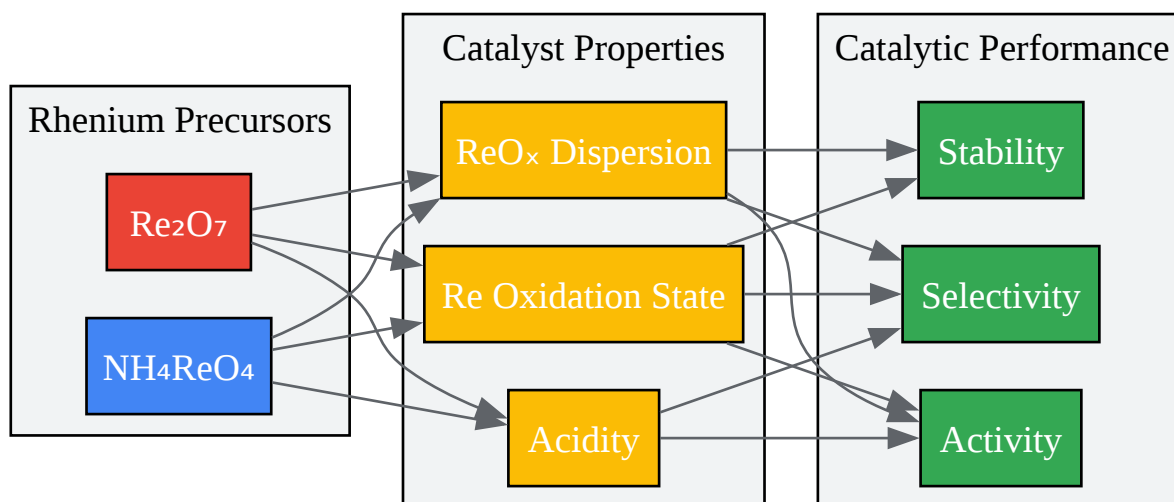 Rhenium Precursors
Re₂O₇
NH₄ReO₄
Catalyst Properties
ReOₓ Dispersion
Re Oxidation State
Acidity
Catalytic Performance
Stability
Selectivity
Activity